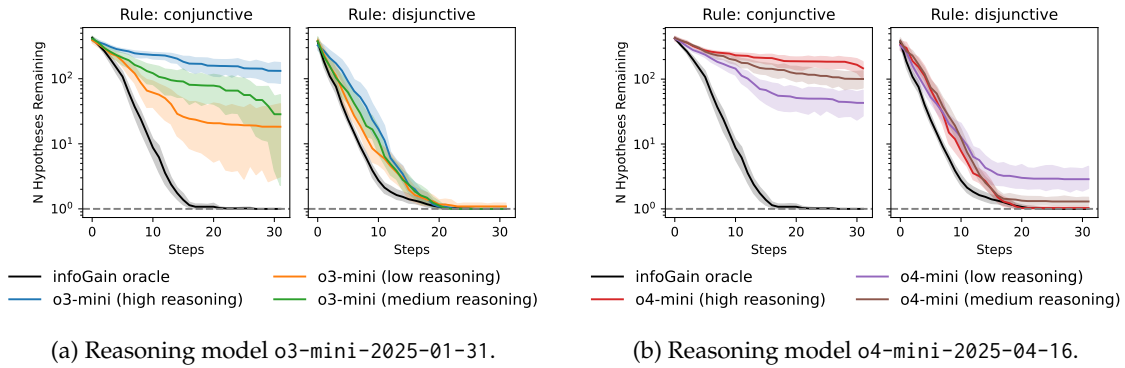 Rule: conjunctive
Rule: disjunctive
N Hypotheses Remaining
10²
10¹
10⁰
0 10 20 30
0 10 20 30
Steps
Steps
infoGain oracle
o3-mini (high reasoning)
o3-mini (low reasoning)
o3-mini (medium reasoning)
(a) Reasoning model o3-mini-2025-01-31.
Rule: conjunctive
Rule: disjunctive
N Hypotheses Remaining
10²
10¹
10⁰
0 10 20 30
0 10 20 30
Steps
Steps
infoGain oracle
o4-mini (high reasoning)
o4-mini (low reasoning)
o4-mini (medium reasoning)
(b) Reasoning model o4-mini-2025-04-16.